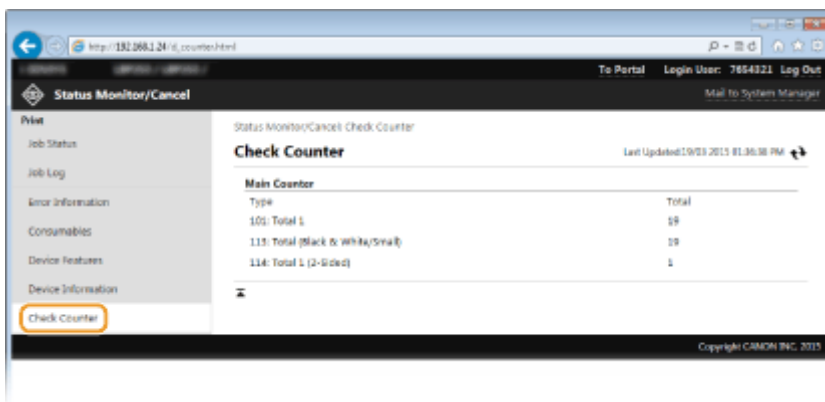 http://192.168.1.24/d_counter.html
To Portal Login User: 7654321 Log Out
Status Monitor/Cancel
Mail to System Manager
Print
Job Status
Job Log
Error Information
Consumables
Device Features
Device Information
Check Counter
Status Monitor/Cancel: Check Counter
Check Counter
Last Updated:19/03 2015 01:36:38 PM
Main Counter
Type Total
101: Total 1 19
113: Total (Black & White/Small) 19
114: Total 1 (2-Sided) 1
Copyright CANON INC. 2015